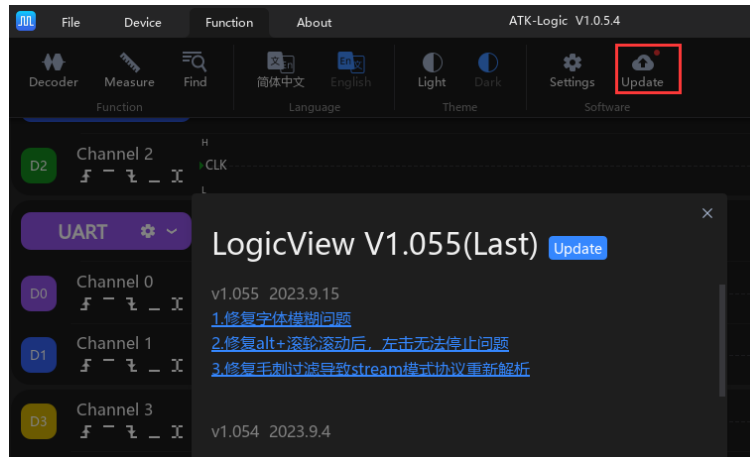 File Device Function About ATK-Logic V1.0.5.4
Decoder Measure Find 简体中文 English Light Dark Settings Update
Function Language Theme Software
H
D2 Channel 2 CLK
L
UART
LogicView V1.055(Last) Update
D0 Channel 0
v1.055 2023.9.15
1.修复字体模糊问题
D1 Channel 1
2.修复alt+滚轮滚动后，左击无法停止问题
3.修复毛刺过滤导致stream模式协议重新解析
D3 Channel 3
v1.054 2023.9.4